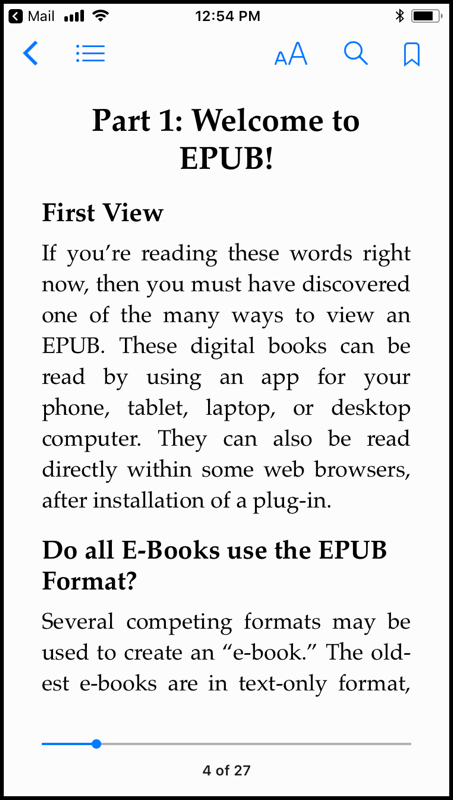 Mail 12:54 PM
AA
Part 1: Welcome to
EPUB!
First View
If you’re reading these words right
now, then you must have discovered
one of the many ways to view an
EPUB. These digital books can be
read by using an app for your
phone, tablet, laptop, or desktop
computer. They can also be read
directly within some web browsers,
after installation of a plug-in.
Do all E-Books use the EPUB
Format?
Several competing formats may be
used to create an “e-book.” The old-
est e-books are in text-only format,
4 of 27